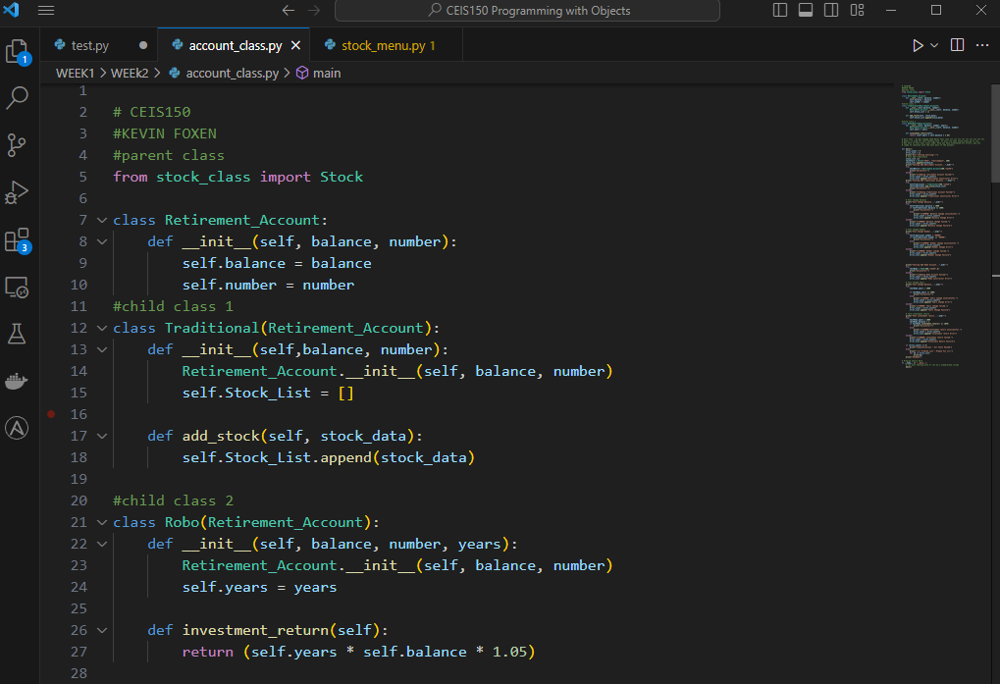 CEIS150 Programming with Objects
test.py
account_class.py
stock_menu.py 1
WEEK1 > WEEk2 > account_class.py > main
1
1
2 # CEIS150
3 #KEVIN FOXEN
4 #parent class
5 from stock_class import Stock
6
7 class Retirement_Account:
8 def __init__(self, balance, number):
9 self.balance = balance
10 self.number = number
11 #child class 1
12 class Traditional(Retirement_Account):
13 def __init__(self,balance, number):
14 Retirement_Account.__init__(self, balance, number)
15 self.Stock_List = []
16
17 def add_stock(self, stock_data):
18 self.Stock_List.append(stock_data)
19
20 #child class 2
21 class Robo(Retirement_Account):
22 def __init__(self, balance, number, years):
23 Retirement_Account.__init__(self, balance, number)
24 self.years = years
25
26 def investment_return(self):
27 return (self.years * self.balance * 1.05)
28
3